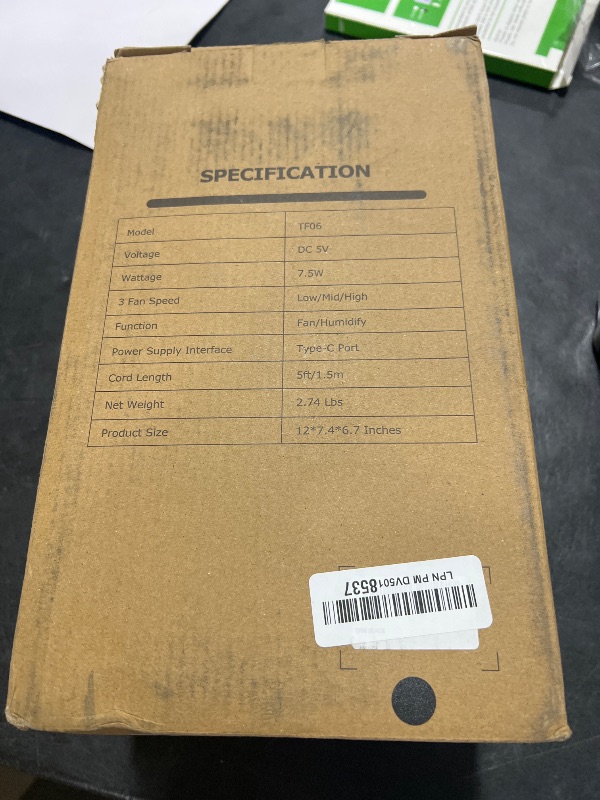 SPECIFICATION
Model TF06
Voltage DC 5V
Wattage 7.5W
3 Fan Speed Low/Mid/High
Function Fan/Humidify
Power Supply Interface Type-C Port
Cord Length 5ft/1.5m
Net Weight 2.74 Lbs
Product Size 12*7.4*6.7 Inches
LPN PM DV5018537